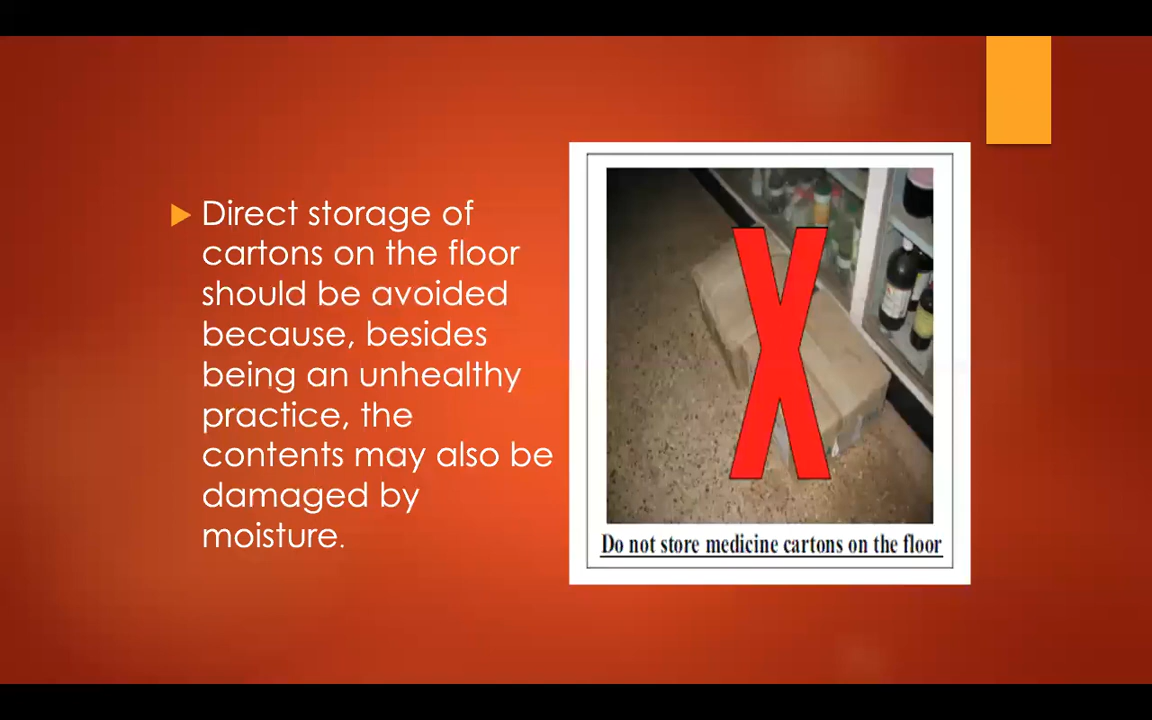 Direct storage of
cartons on the floor
should be avoided
because, besides
being an unhealthy
practice, the
contents may also be
damaged by
moisture.
X
Do not store medicine cartons on the floor